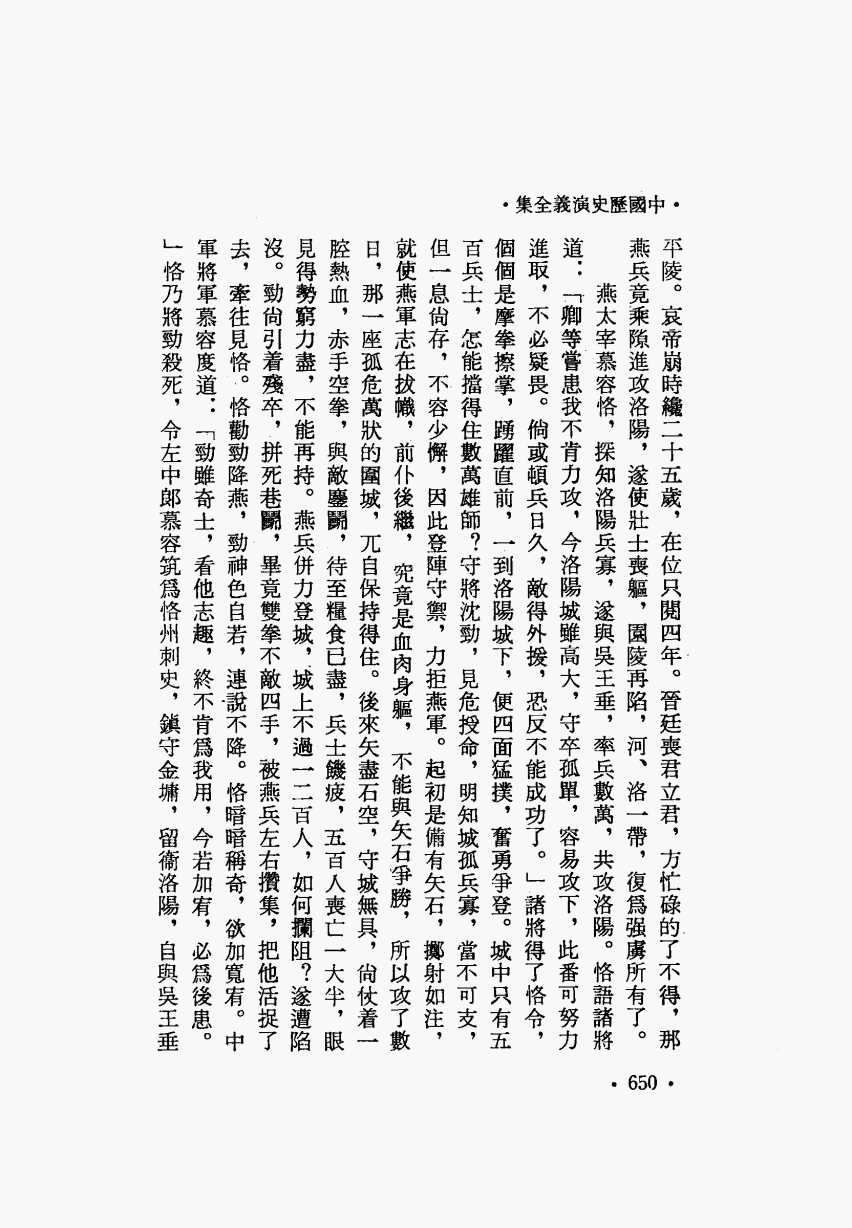 ・中國歷史演義全集・
平陵。哀帝崩時纔二十五歲，在位只閱四年。晉廷喪君立君，方忙碌的了不得，那
燕兵竟乘隙進攻洛陽，遂使壯士喪軀，園陵再陷，河、洛一帶，復爲强虜所有了。
燕太宰慕容恪，探知洛陽兵寡，遂與吳王垂，率兵數萬，共攻洛陽。恪語諸將
道：「卿等嘗患我不肯力攻，今洛陽城雖高大，守卒孤單，容易攻下，此番可努力
進取，不必疑畏。倘或頓兵日久，敵得外援，恐反不能成功了。」諸將得了恪令，
個個是摩拳擦掌，踴躍直前，一到洛陽城下，便四面猛撲，奮勇爭登。城中只有五
百兵士，怎能擋得住數萬雄師？守將沈勁，見危授命，明知城孤兵寡，當不可支，
但一息尙存，不容少懈，因此登陣守禦，力拒燕軍。起初是備有矢石，擲射如注，
就使燕軍志在拔幟，前仆後繼，究竟是血肉身軀，不能與矢石爭勝，所以攻了數
日，那一座孤危萬狀的圍城，兀自保持得住。後來矢盡石空，守城無具，尙仗着一
腔熱血，赤手空拳，與敵鏖鬭，待至糧食已盡，兵士饑疲，五百人喪亡一大半，眼
見得勢窮力盡，不能再持。燕兵併力登城，城上不過一二百人，如何攔阻？遂遭陷
沒。勁尙引着殘卒，拼死巷鬭，畢竟雙拳不敵四手，被燕兵左右攢集，把他活捉了
去，牽往見恪。恪勸勁降燕，勁神色自若，連說不降。恪暗暗稱奇，欲加寬宥。中
軍將軍慕容度道：「勁雖奇士，看他志趣，終不肯爲我用，今若加宥，必爲後患。
」恪乃將勁殺死，令左中郎慕容筑爲恪州刺史，鎭守金墉，留衞洛陽，自與吳王垂
・650・